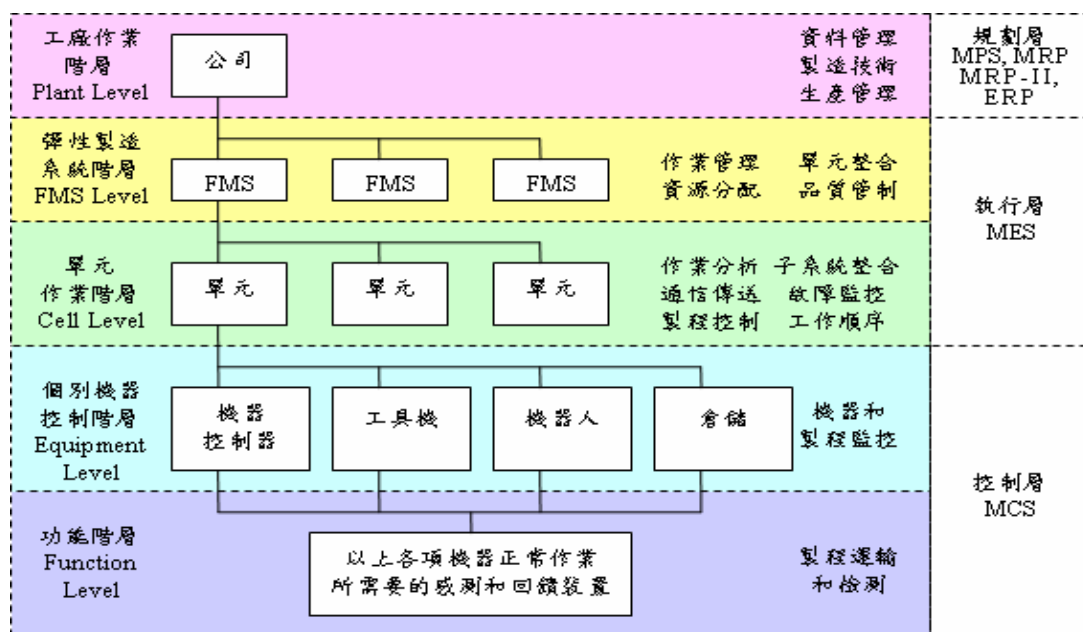 工廠作業
階層
Plant Level
公司
資料管理
製造技術
生產管理
規劃層
MPS, MRP
MRP-II,
ERP
彈性製造
系統階層
FMS Level
FMS
FMS
FMS
作業管理 單元整合
資源分配 品質管制
執行層
MES
單元
作業階層
Cell Level
單元
單元
單元
作業分析 子系統整合
通信傳送 故障監控
製程控制 工作順序
個別機器
控制階層
Equipment
Level
機器
控制器
工具機
機器人
倉儲
機器和
製程監控
控制層
MCS
功能階層
Function
Level
以上各項機器正常作業
所需要的感測和回饋裝置
製程運輸
和檢測